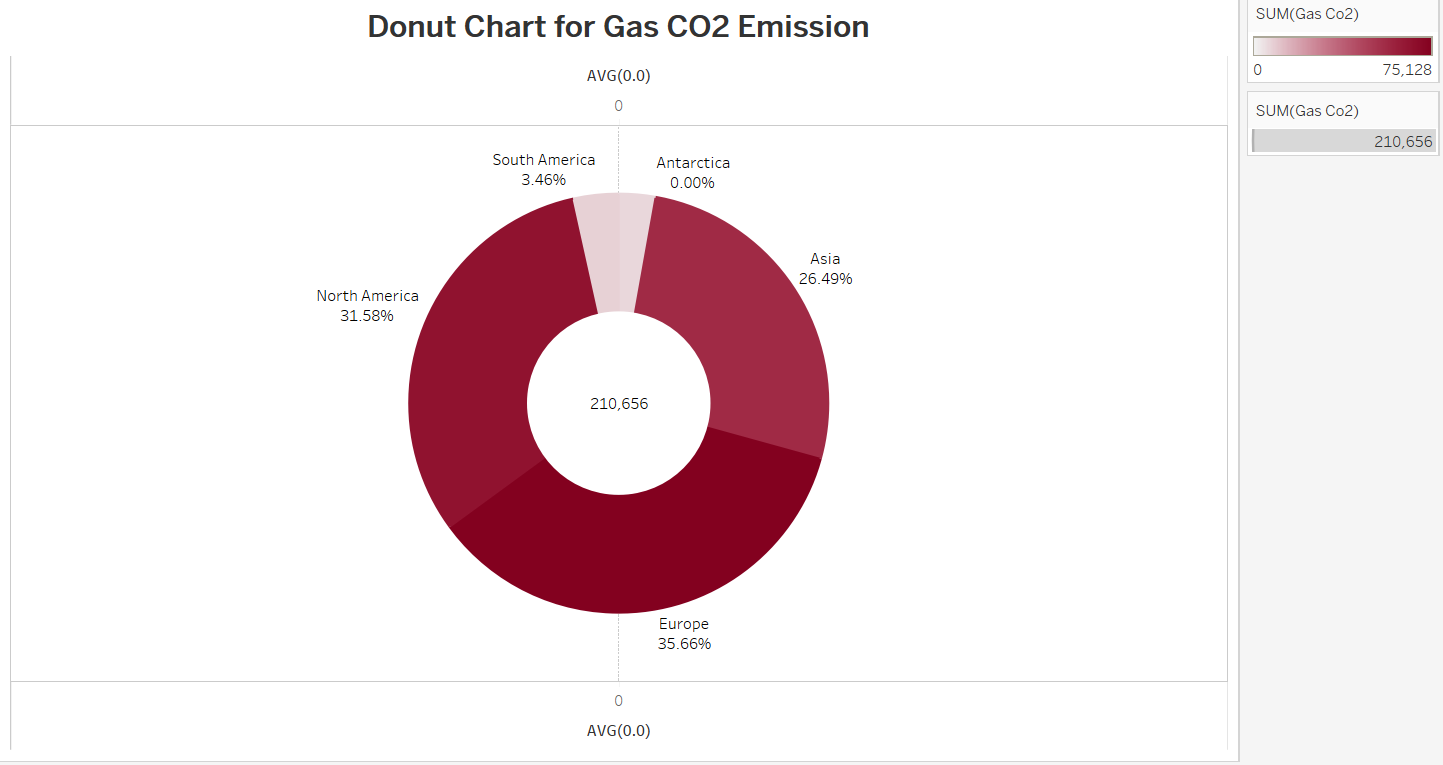 Donut Chart for Gas CO2 Emission
AVG(0.0)
0
South America
3.46%
Antarctica
0.00%
Asia
26.49%
North America
31.58%
210,656
Europe
35.66%
0
AVG(0.0)
SUM(Gas Co2)
0 75,128
SUM(Gas Co2)
210,656